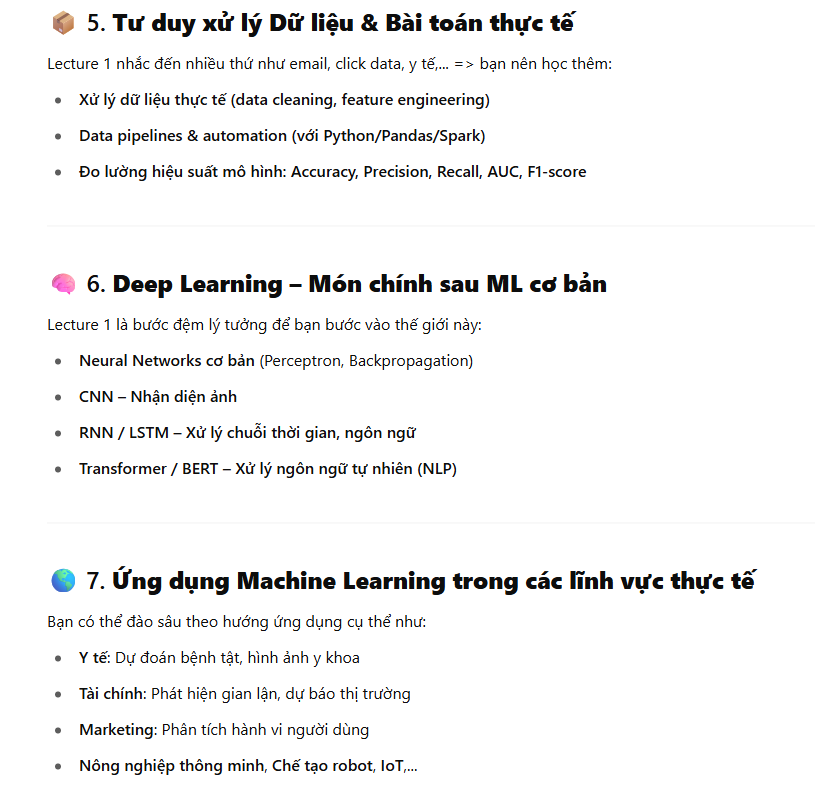 📦 5. Tư duy xử lý Dữ liệu & Bài toán thực tế
Lecture 1 nhắc đến nhiều thứ như email, click data, y tế,... => bạn nên học thêm:
• Xử lý dữ liệu thực tế (data cleaning, feature engineering)
• Data pipelines & automation (với Python/Pandas/Spark)
• Đo lường hiệu suất mô hình: Accuracy, Precision, Recall, AUC, F1-score
🧠 6. Deep Learning – Món chính sau ML cơ bản
Lecture 1 là bước đệm lý tưởng để bạn bước vào thế giới này:
• Neural Networks cơ bản (Perceptron, Backpropagation)
• CNN – Nhận diện ảnh
• RNN / LSTM – Xử lý chuỗi thời gian, ngôn ngữ
• Transformer / BERT – Xử lý ngôn ngữ tự nhiên (NLP)
🌎 7. Ứng dụng Machine Learning trong các lĩnh vực thực tế
Bạn có thể đào sâu theo hướng ứng dụng cụ thể như:
• Y tế: Dự đoán bệnh tật, hình ảnh y khoa
• Tài chính: Phát hiện gian lận, dự báo thị trường
• Marketing: Phân tích hành vi người dùng
• Nông nghiệp thông minh, Chế tạo robot, IoT,...